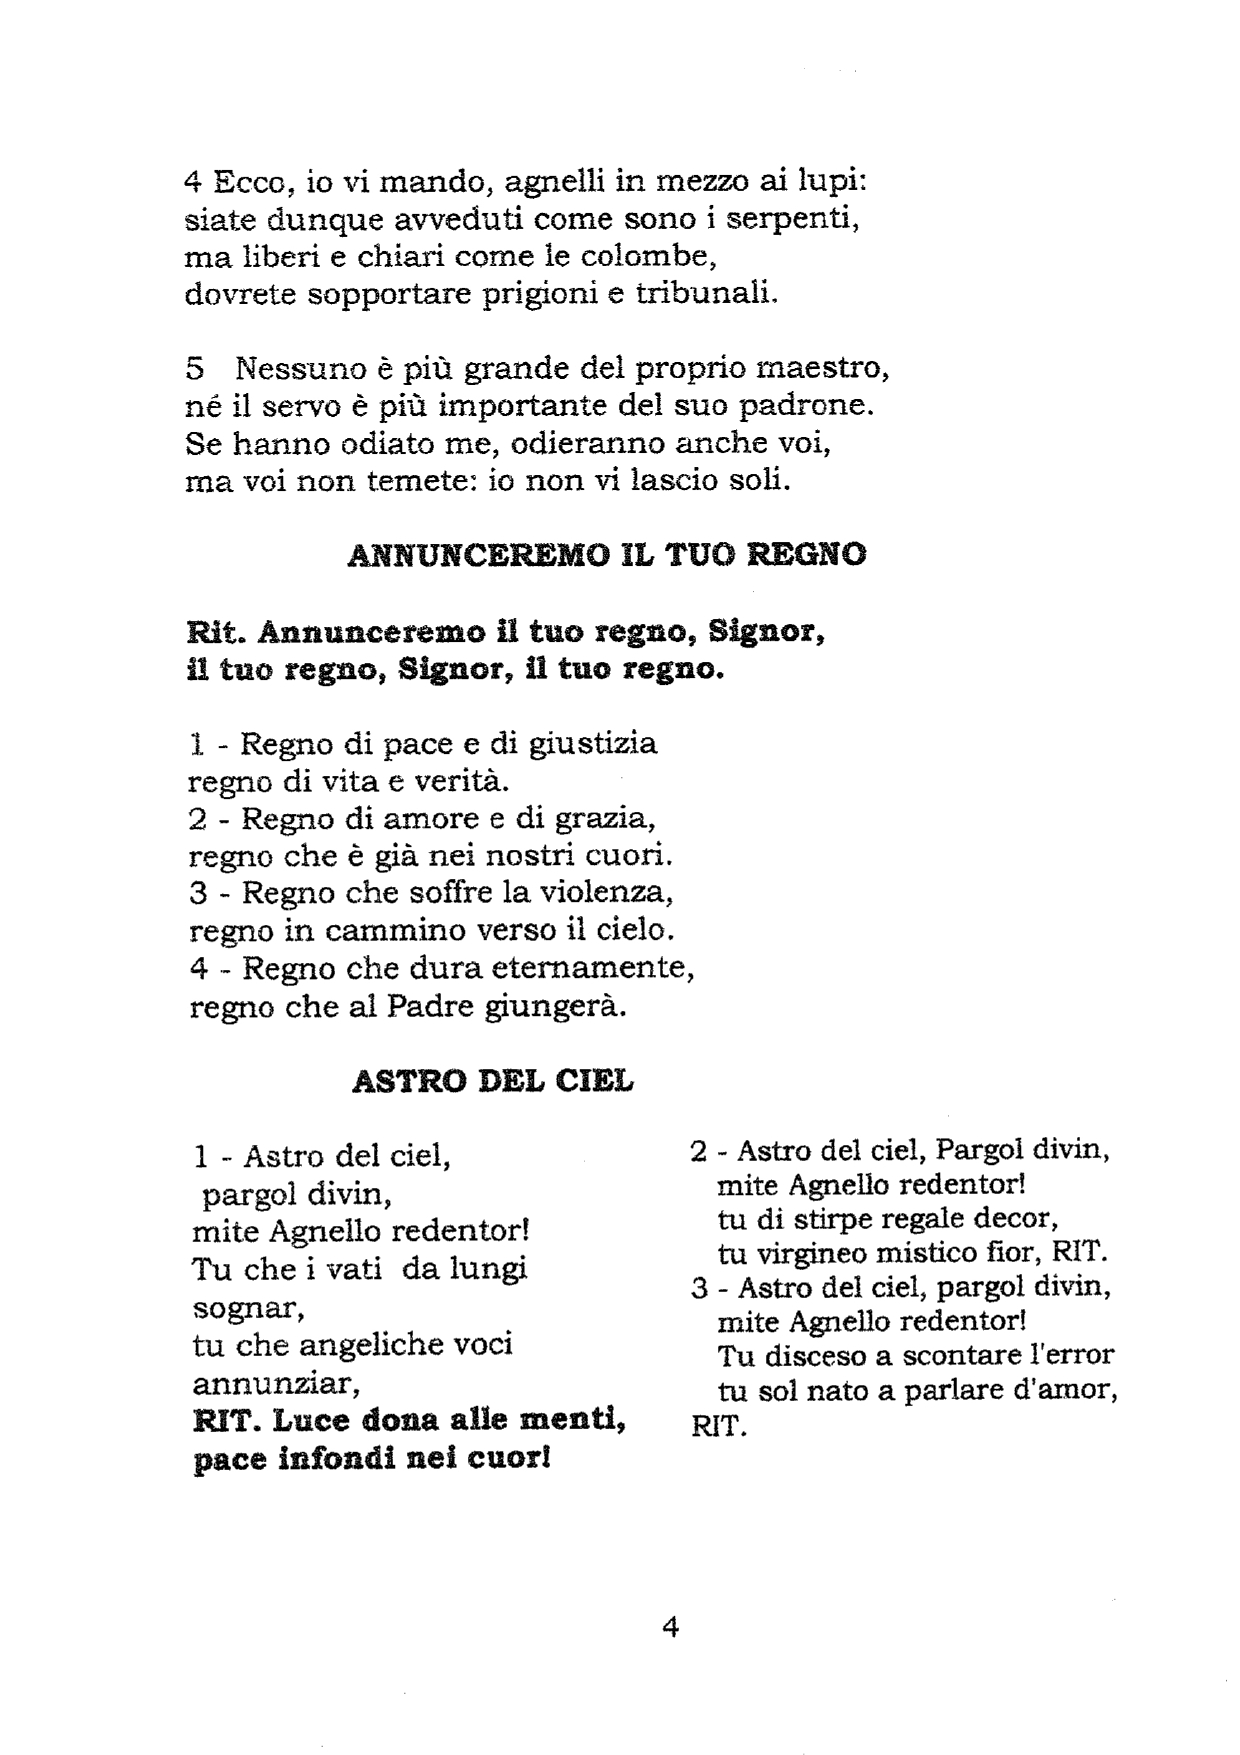 4 Ecco, io vi mando, agnelli in mezzo ai lupi:
siate dunque avveduti come sono i serpenti,
ma liberi e chiari come le colombe,
dovrete sopportare prigioni e tribunali.
5 Nessuno è più grande del proprio maestro,
né il servo è più importante del suo padrone.
Se hanno odiato me, odieranno anche voi,
ma voi non temete: io non vi lascio soli.
ANNUNCEREMO IL TUO REGNO
Rit. Annunceremo il tuo regno, Signor,
il tuo regno, Signor, il tuo regno.
1 - Regno di pace e di giustizia
regno di vita e verità.
2 - Regno di amore e di grazia,
regno che è già nei nostri cuori.
3 - Regno che soffre la violenza,
regno in cammino verso il cielo.
4 - Regno che dura eternamente,
regno che al Padre giungerà.
ASTRO DEL CIEL
1 - Astro del ciel,
pargol divin,
mite Agnello redentor!
Tu che i vati da lungi
sognar,
tu che angeliche voci
annunziar,
RIT. Luce dona alle menti,
pace infondi nei cuor!
2 - Astro del ciel, Pargol divin,
mite Agnello redentor!
tu di stirpe regale decor,
tu virgineo mistico fior, RIT.
3 - Astro del ciel, pargol divin,
mite Agnello redentor!
Tu disceso a scontare l'error
tu sol nato a parlare d'amor,
RIT.
4